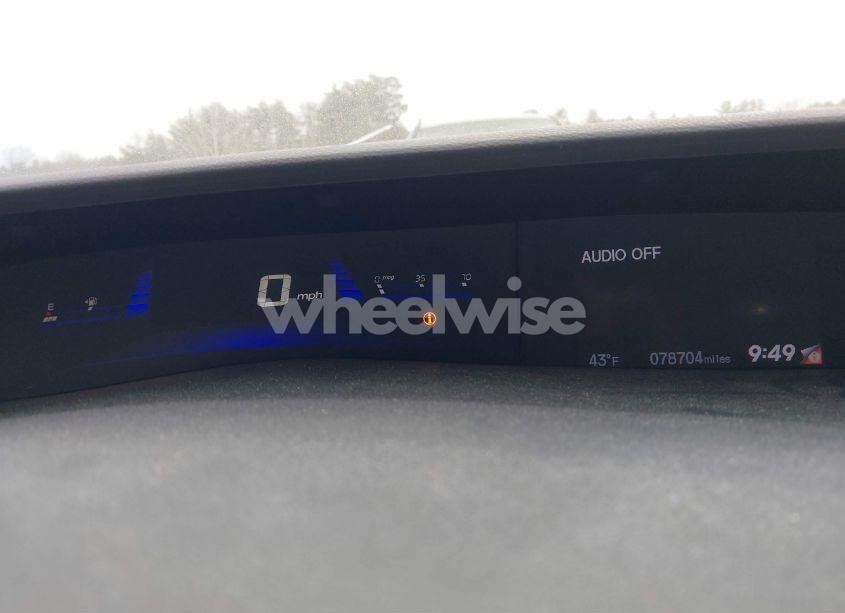 AUDIO OFF
E
0 mph
0 mpg 35 70
wheelwise
43°F 078704 miles 9:49